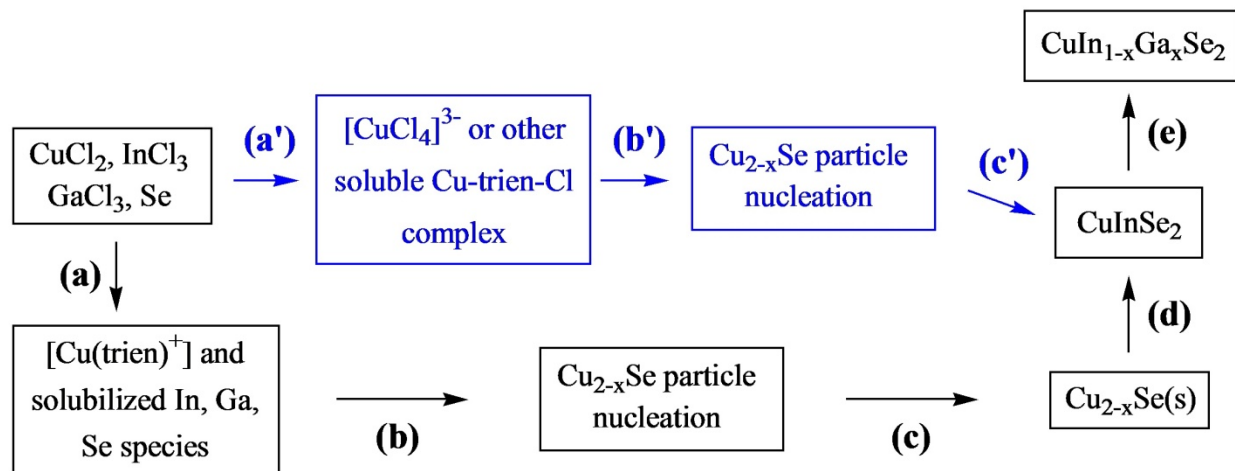 CuIn₁₋ₓGaₓSe₂
(e)
CuCl₂, InCl₃
GaCl₃, Se
(a')
[CuCl₄]³⁻ or other
soluble Cu-trien-Cl
complex
(b')
Cu₂₋ₓSe particle
nucleation
(c')
CuInSe₂
(a)
(d)
[Cu(trien)⁺] and
solubilized In, Ga,
Se species
(b)
Cu₂₋ₓSe particle
nucleation
(c)
Cu₂₋ₓSe(s)